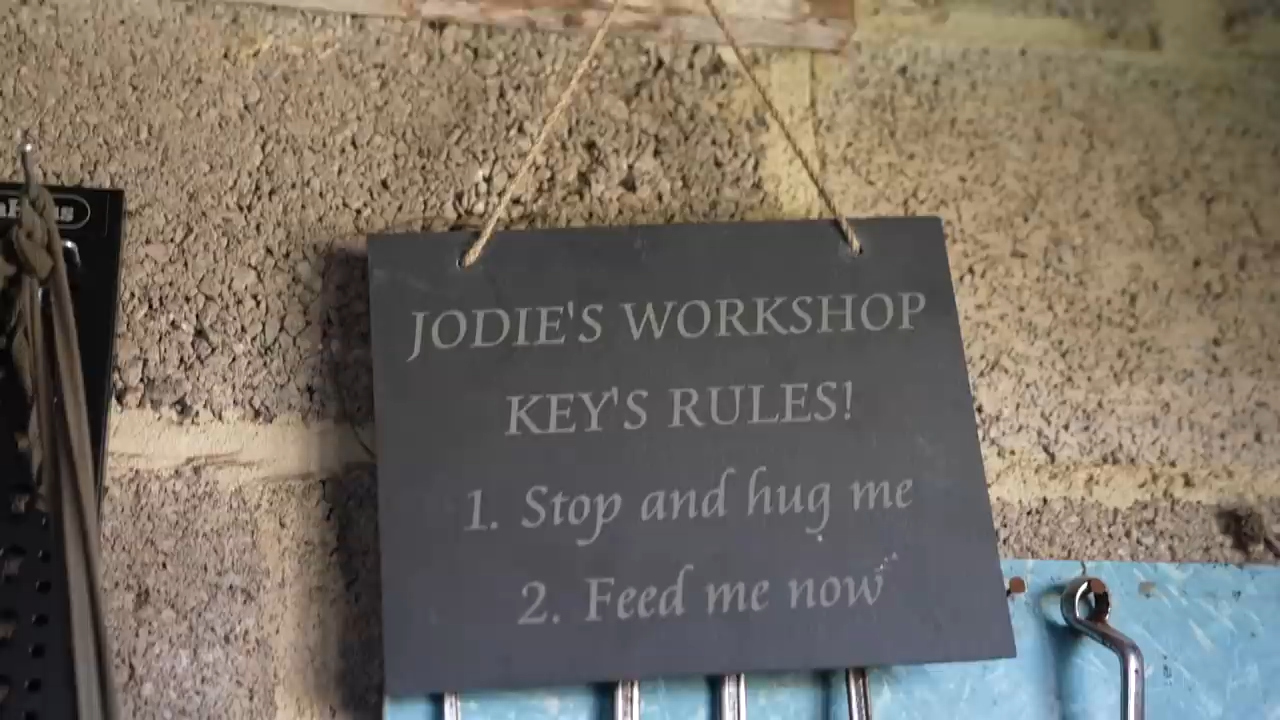 JODIE'S WORKSHOP
KEY'S RULES!
1. Stop and hug me
2. Feed me now